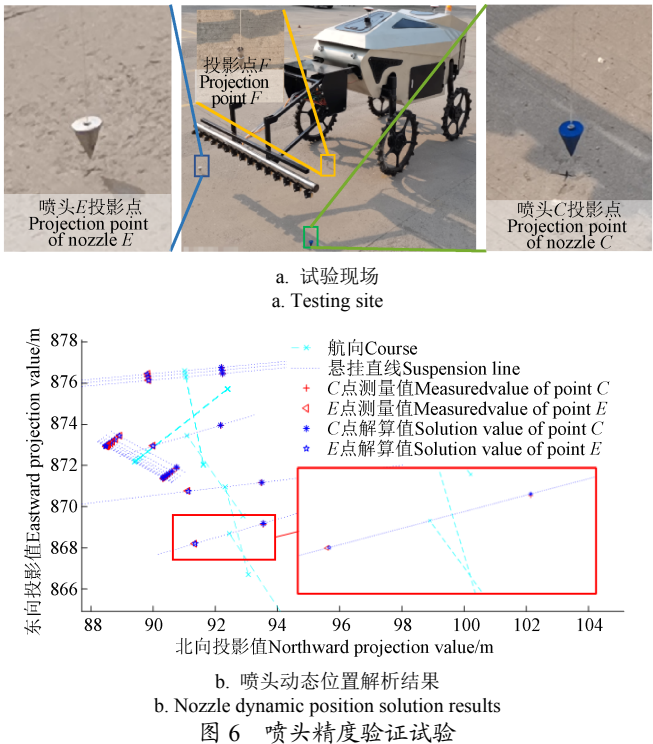 投影点F
Projection
point F
喷头E投影点
Projection point
of nozzle E
喷头C投影点
Projection point
of nozzle C
a. 试验现场
a. Testing site
东向投影值Eastward projection value/m
878
876
874
872
870
868
866
航向Course
悬挂直线Suspension line
C点测量值Measuredvalue of point C
E点测量值Measuredvalue of point E
C点解算值Solution value of point C
E点解算值Solution value of point E
88 90 92 94 96 98 100 102 104
北向投影值Northward projection value/m
b. 喷头动态位置解析结果
b. Nozzle dynamic position solution results
图 6 喷头精度验证试验